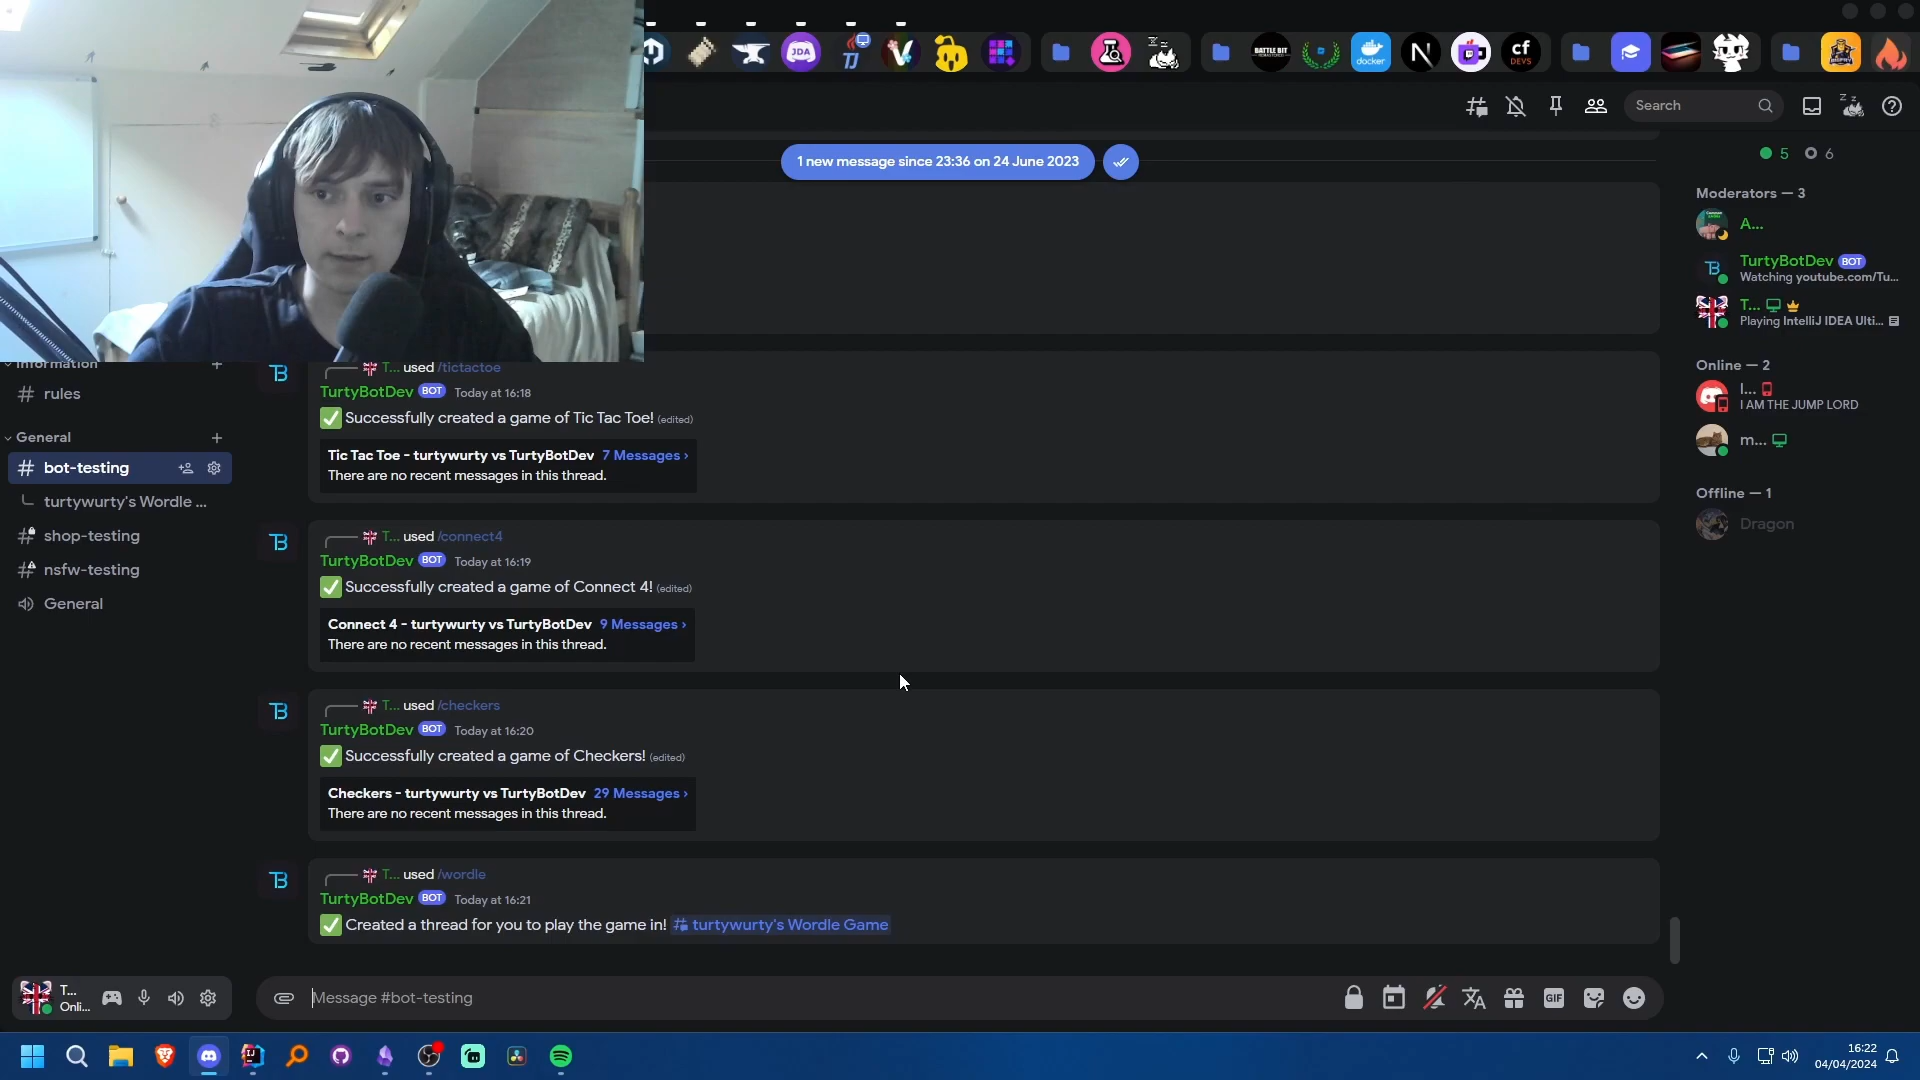 JDA
BATTLE BIT
docker
N
cf
DEVS
Search
1 new message since 23:36 on 24 June 2023
5 6
Moderators — 3
A...
TurtyBotDev BOT
Watching youtube.com/Tu...
T...
Playing IntelliJ IDEA Ulti...
Online — 2
I...
I AM THE JUMP LORD
m...
Offline — 1
Dragon
Information
rules
General
bot-testing
turtywurty's Wordle ...
shop-testing
nsfw-testing
General
T... used /tictactoe
TurtyBotDev BOT Today at 16:18
Successfully created a game of Tic Tac Toe! (edited)
Tic Tac Toe - turtywurty vs TurtyBotDev 7 Messages ›
There are no recent messages in this thread.
T... used /connect4
TurtyBotDev BOT Today at 16:19
Successfully created a game of Connect 4! (edited)
Connect 4 - turtywurty vs TurtyBotDev 9 Messages ›
There are no recent messages in this thread.
T... used /checkers
TurtyBotDev BOT Today at 16:20
Successfully created a game of Checkers! (edited)
Checkers - turtywurty vs TurtyBotDev 29 Messages ›
There are no recent messages in this thread.
T... used /wordle
TurtyBotDev BOT Today at 16:21
Created a thread for you to play the game in! turtywurty's Wordle Game
T...
Onli...
Message #bot-testing
GIF
16:22
04/04/2024